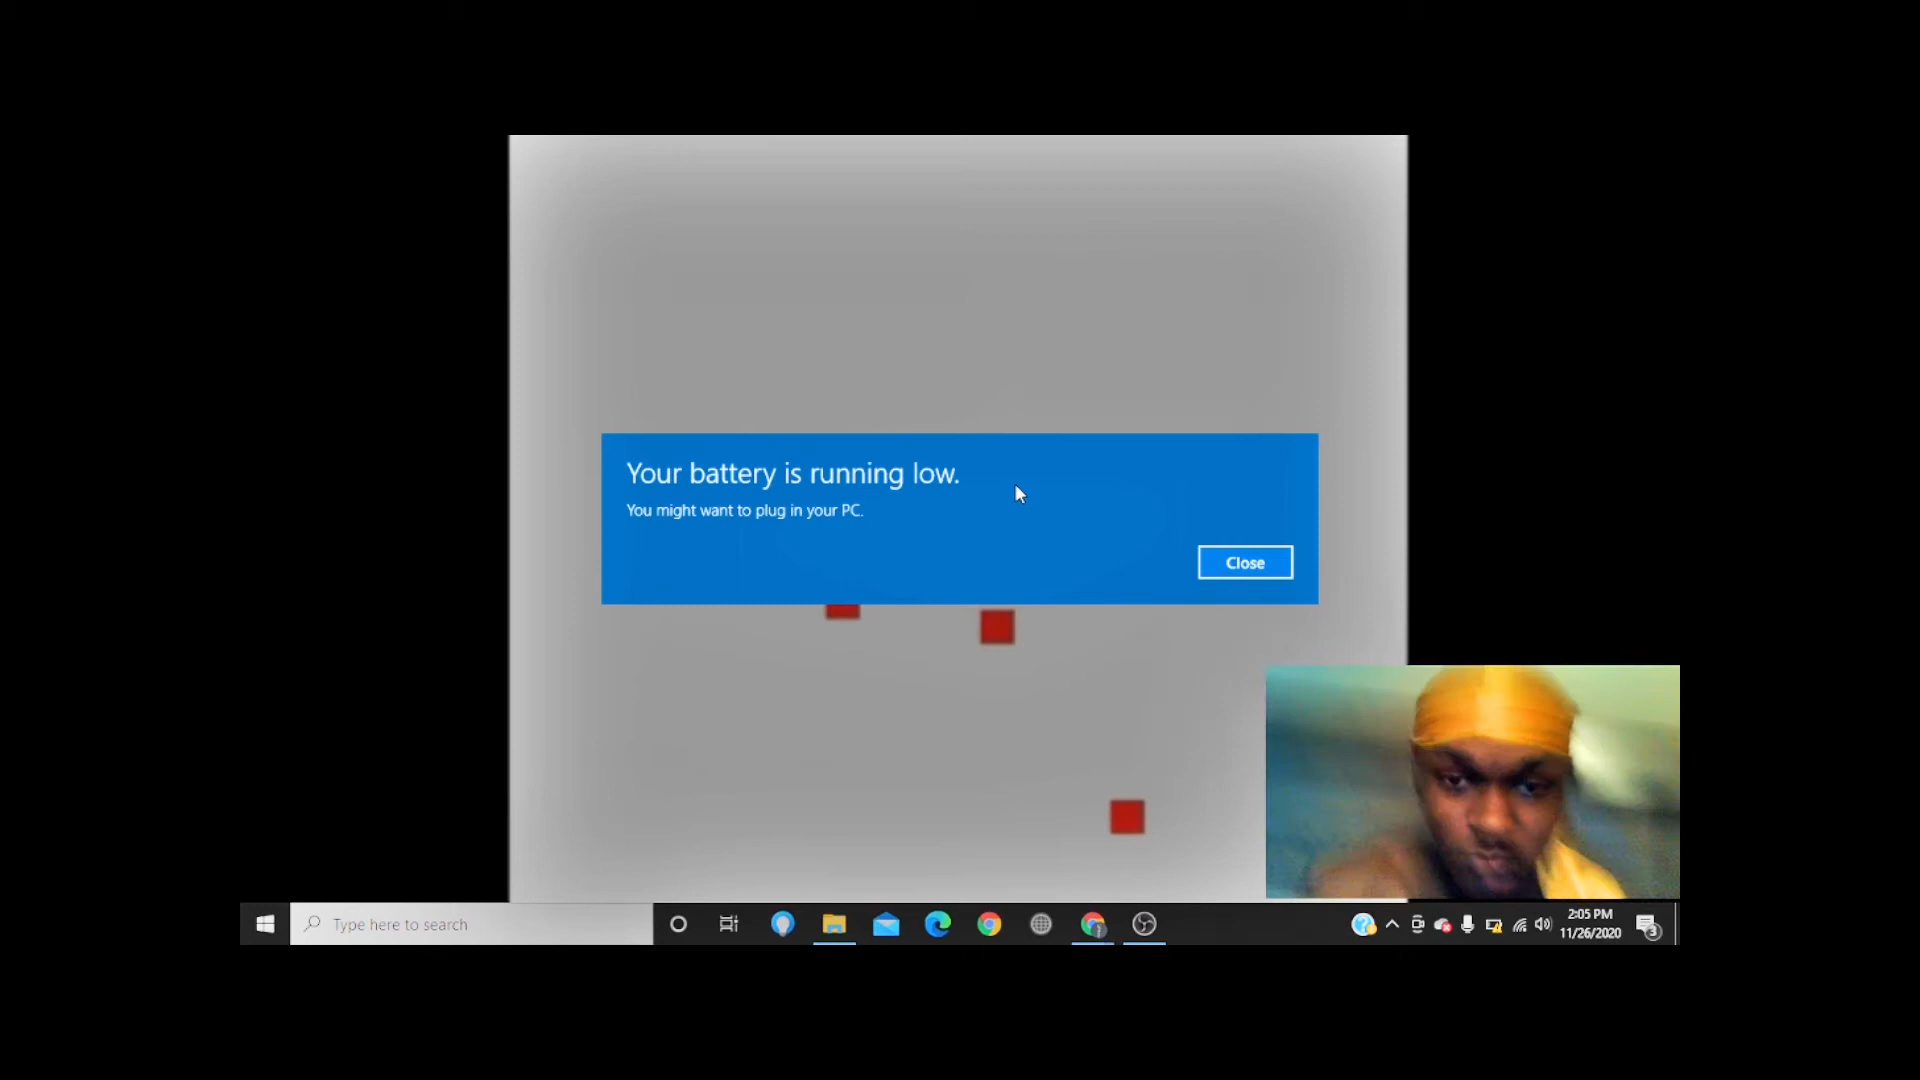 Your battery is running low.
You might want to plug in your PC.
Close
Type here to search
2:05 PM
11/26/2020
3